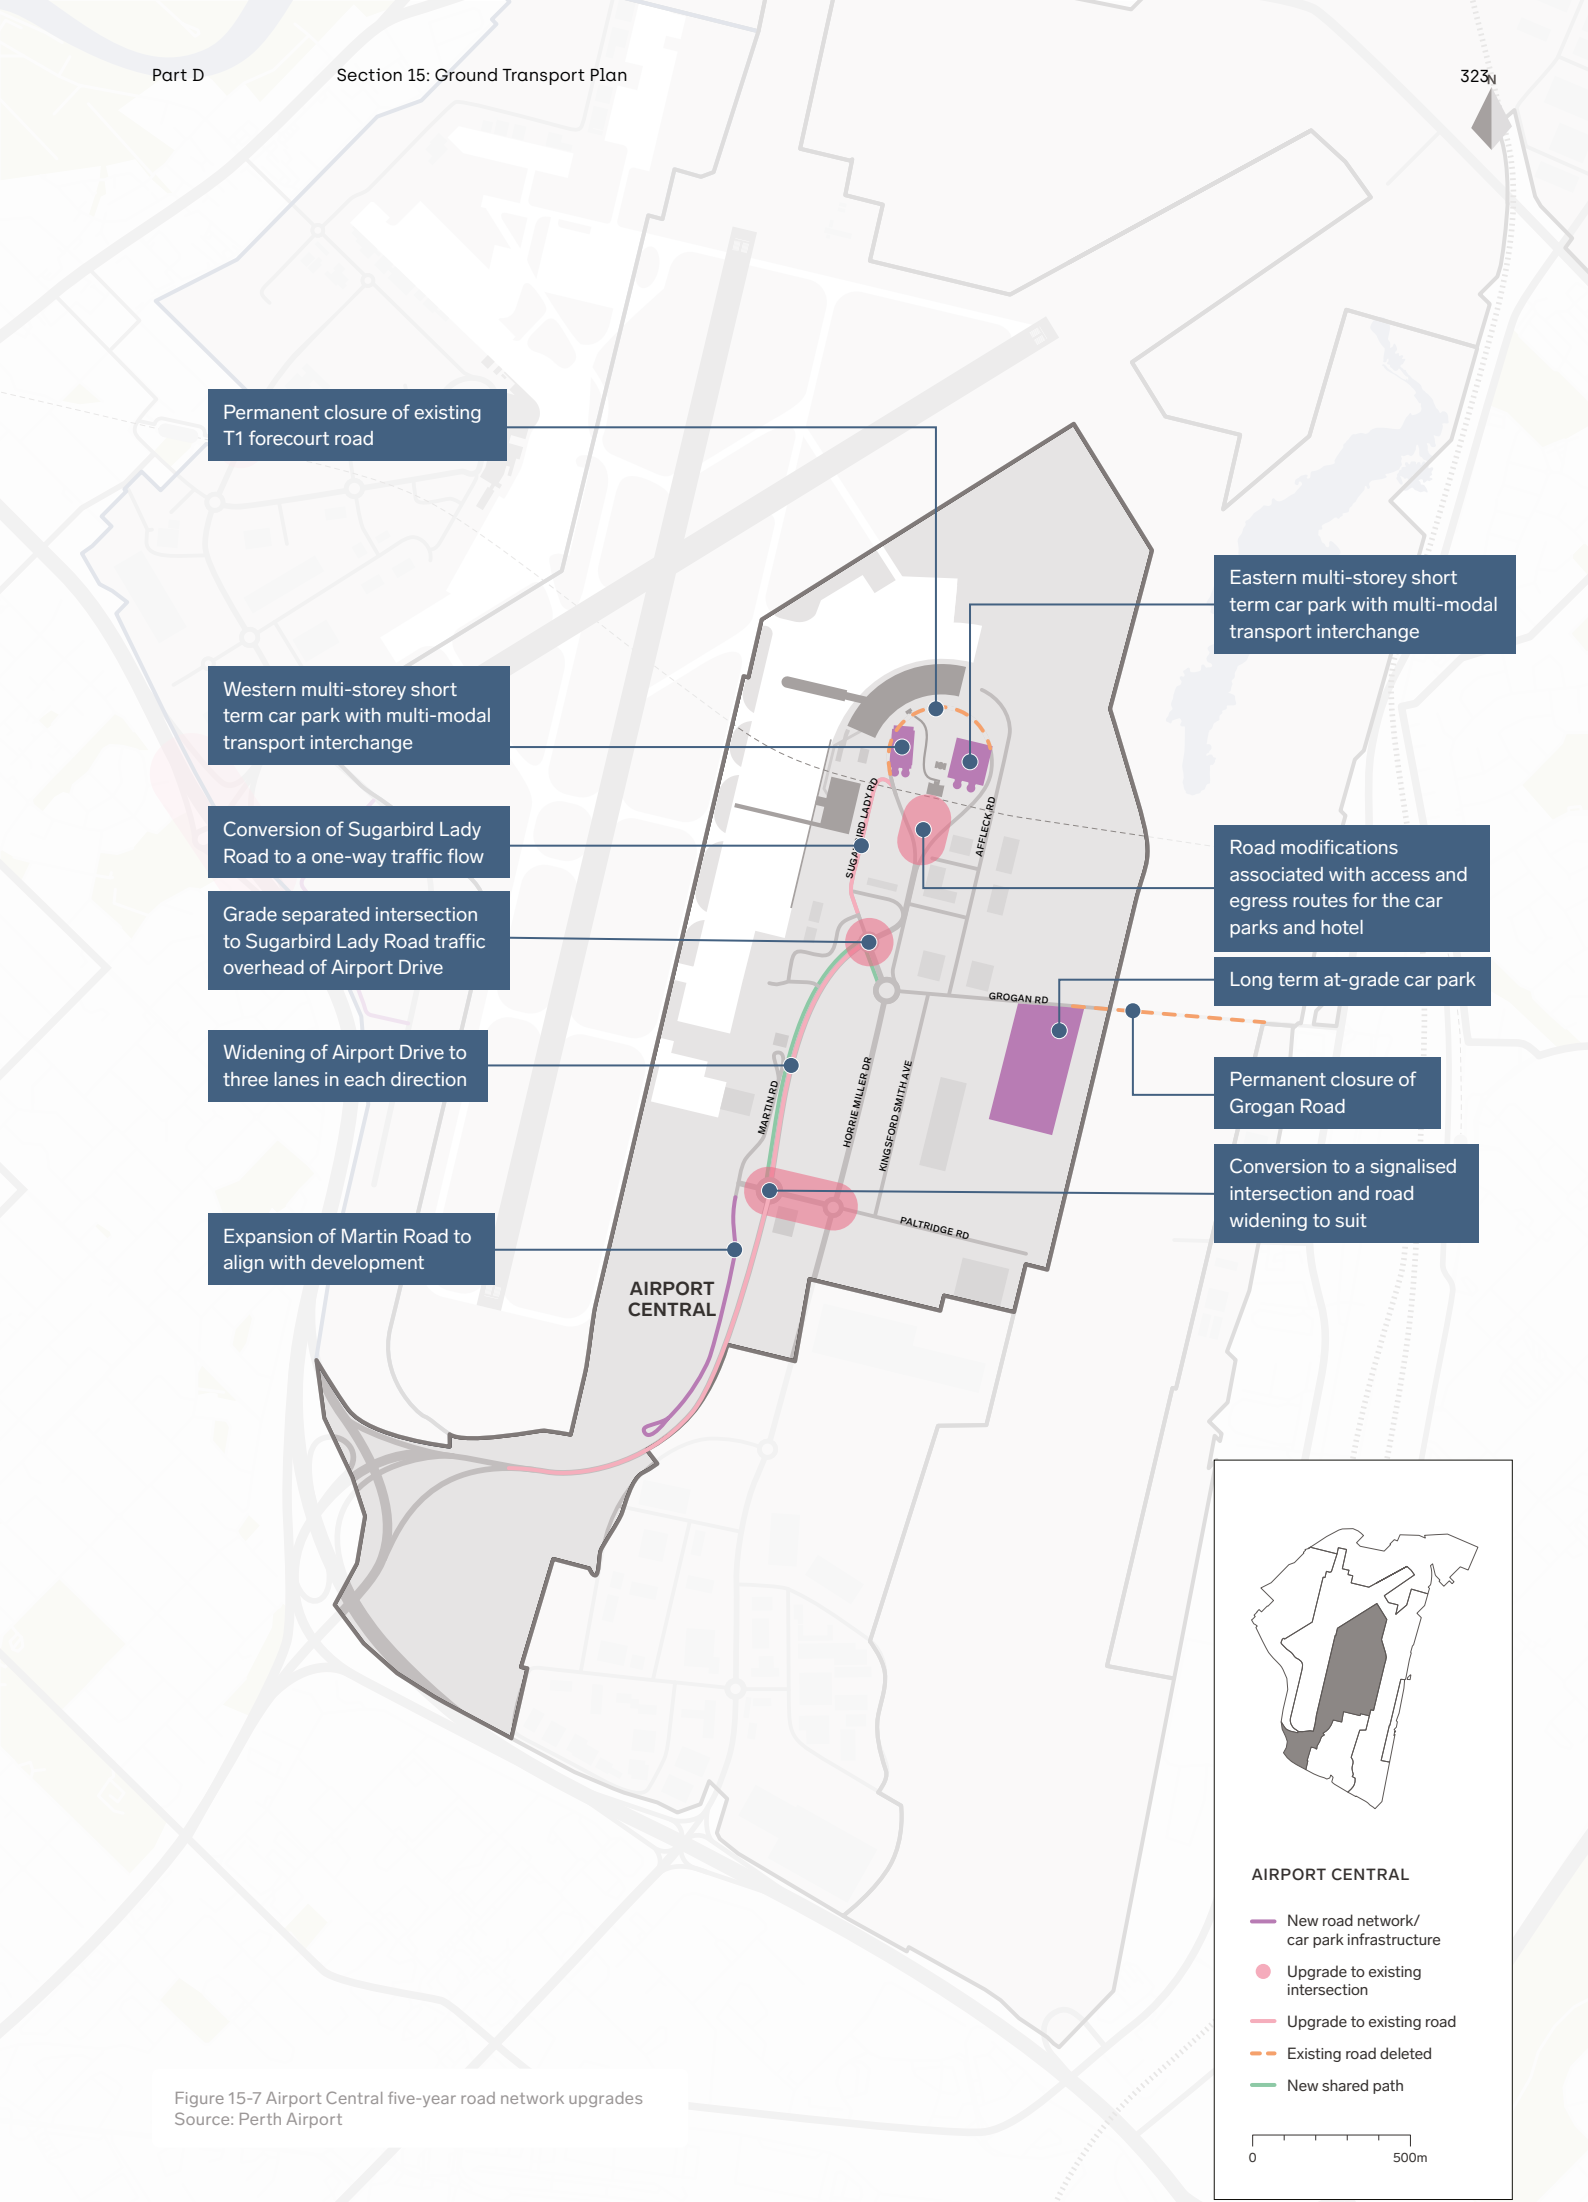 Part D
Section 15: Ground Transport Plan
323
N
Permanent closure of existing
T1 forecourt road
Eastern multi-storey short
term car park with multi-modal
transport interchange
Western multi-storey short
term car park with multi-modal
transport interchange
Conversion of Sugarbird Lady
Road to a one-way traffic flow
Road modifications
associated with access and
egress routes for the car
parks and hotel
Grade separated intersection
to Sugarbird Lady Road traffic
overhead of Airport Drive
Long term at-grade car park
Widening of Airport Drive to
three lanes in each direction
Permanent closure of
Grogan Road
Conversion to a signalised
intersection and road
widening to suit
Expansion of Martin Road to
align with development
SUGARBIRD LADY RD
AFFLECK RD
GROGAN RD
MARTIN RD
HORRIE MILLER DR
KINGSFORD SMITH AVE
PALTRIDGE RD
AIRPORT
CENTRAL
AIRPORT CENTRAL
New road network/
car park infrastructure
Upgrade to existing
intersection
Upgrade to existing road
Existing road deleted
New shared path
0 500m
Figure 15-7 Airport Central five-year road network upgrades
Source: Perth Airport